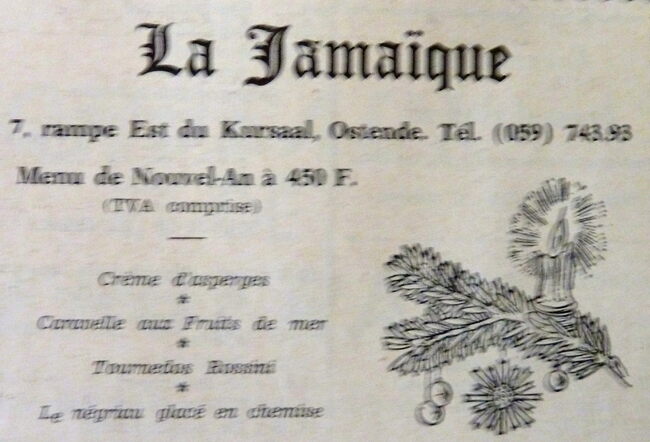 La Jamaïque
7, rampe Est du Kursaal, Ostende. Tél. (059) 743.93
Menu de Nouvel-An à 450 F.
(TVA comprise)
Crème d'asperges
*
Caravelle aux Fruits de mer
*
Tournedos Rossini
*
Le négriau glacé en chemise